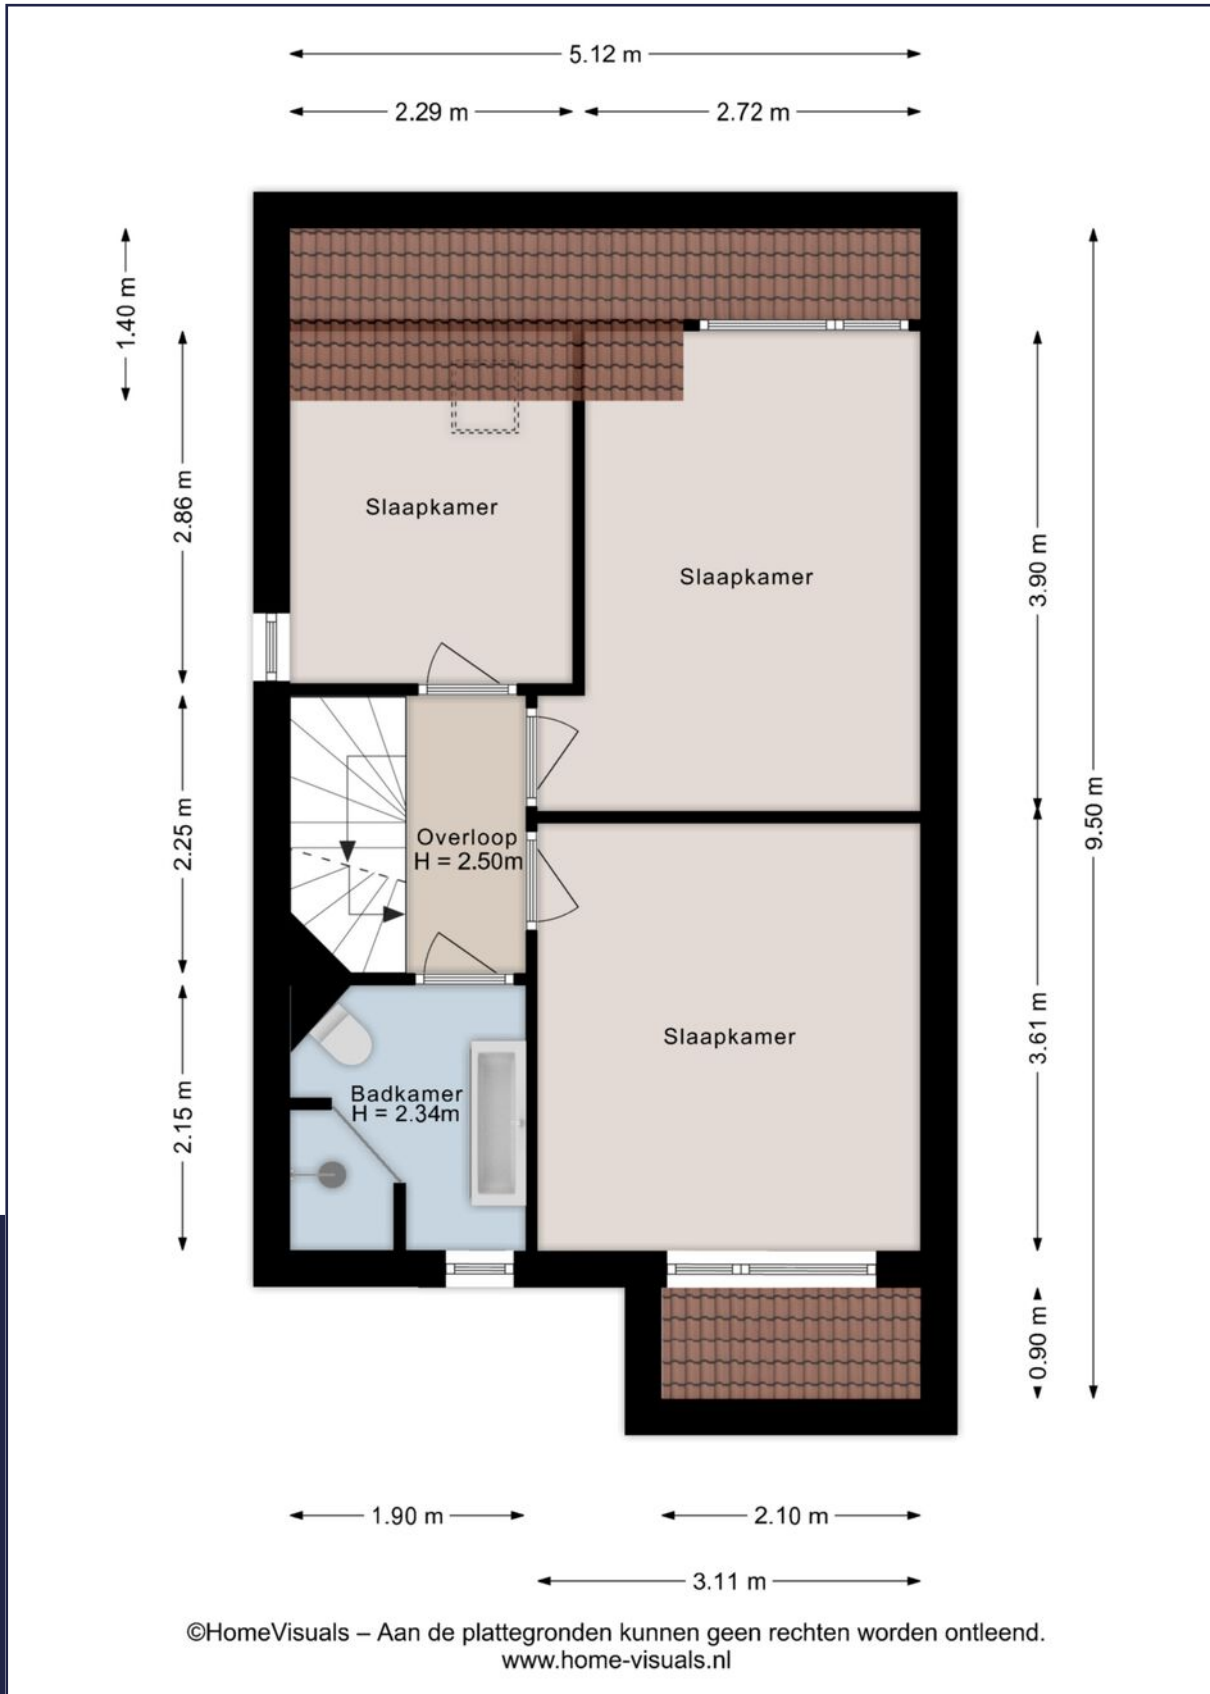 5.12 m
2.29 m
2.72 m
1.40 m
2.86 m
Slaapkamer
Slaapkamer
3.90 m
2.25 m
Overloop
H = 2.50m
9.50 m
Slaapkamer
3.61 m
Badkamer
H = 2.34m
2.15 m
0.90 m
1.90 m
2.10 m
3.11 m
©HomeVisuals – Aan de plattegronden kunnen geen rechten worden ontleend.
www.home-visuals.nl